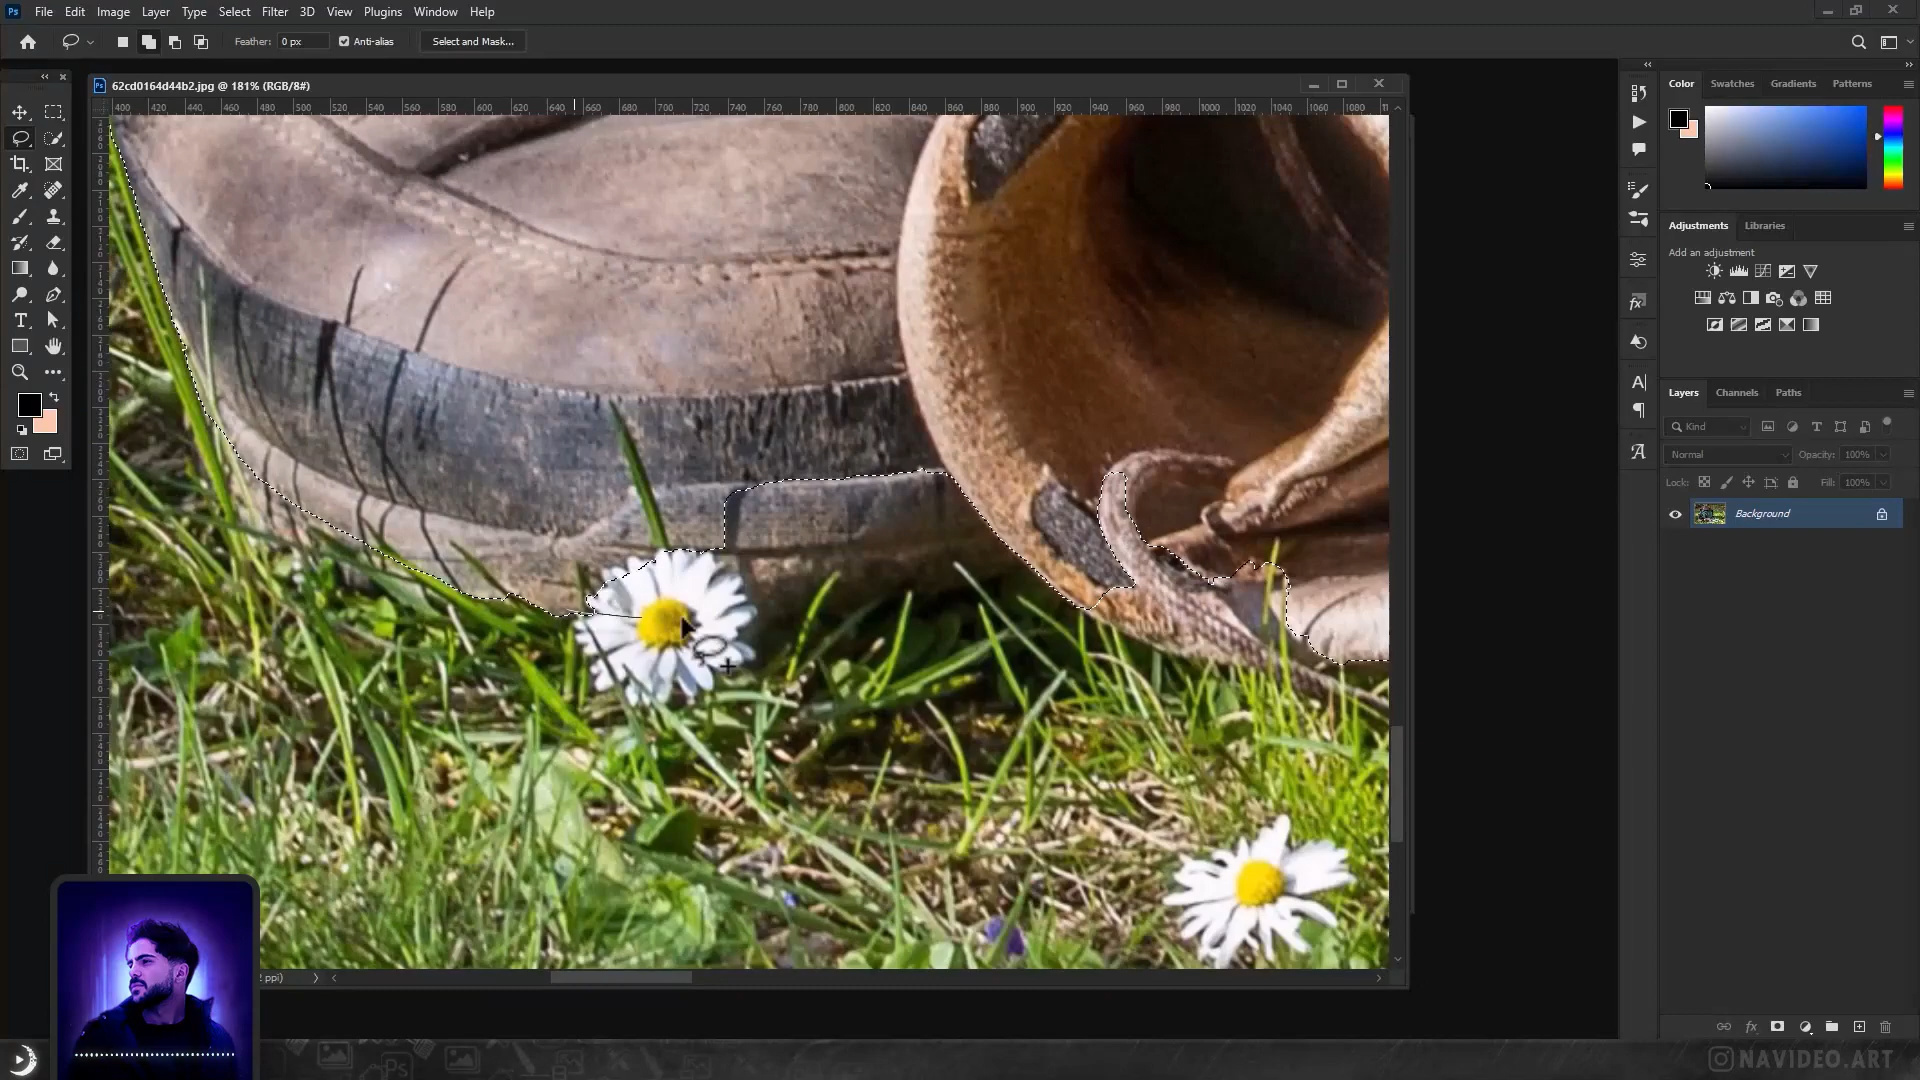 File Edit Image Layer Type Select Filter 3D View Plugins Window Help
Feather: 0 px Anti-alias Select and Mask...
62cd0164d44b2.jpg @ 181% (RGB/8#)
400 420 440 460 480 500 520 540 560 580 600 620 640 660 680 700 720 740 760 780 800 820 840 860 880 900 920 940 960 980 1000 1020 1040 1060 1080
Color Swatches Gradients Patterns
Adjustments Libraries
Add an adjustment
Layers Channels Paths
Kind
Normal Opacity: 100%
Lock: Fill: 100%
Background
ppi)
NAVIDEO.ART